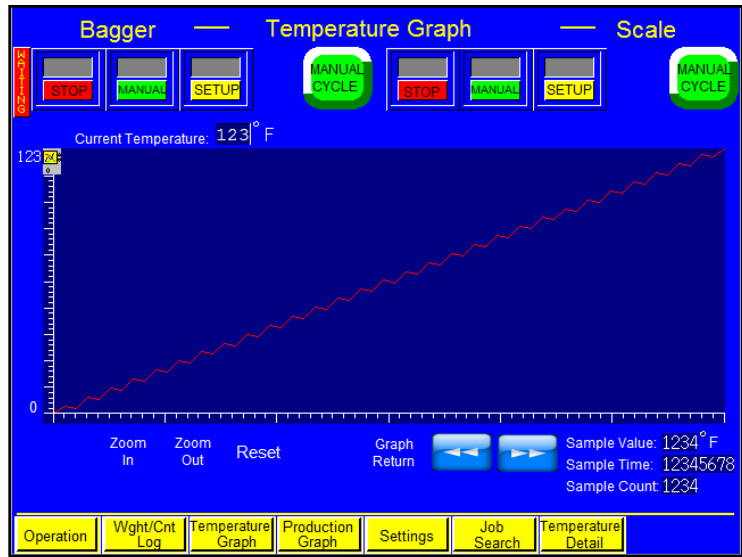 Bagger — Temperature Graph — Scale
WAITING
STOP MANUAL SETUP MANUAL CYCLE STOP MANUAL SETUP MANUAL CYCLE
Current Temperature: 123° F
123
0
0
Zoom In Zoom Out Reset Graph Return
Sample Value: 1234° F
Sample Time: 12345678
Sample Count: 1234
Operation Wght/Cnt Log Temperature Graph Production Graph Settings Job Search Temperature Detail